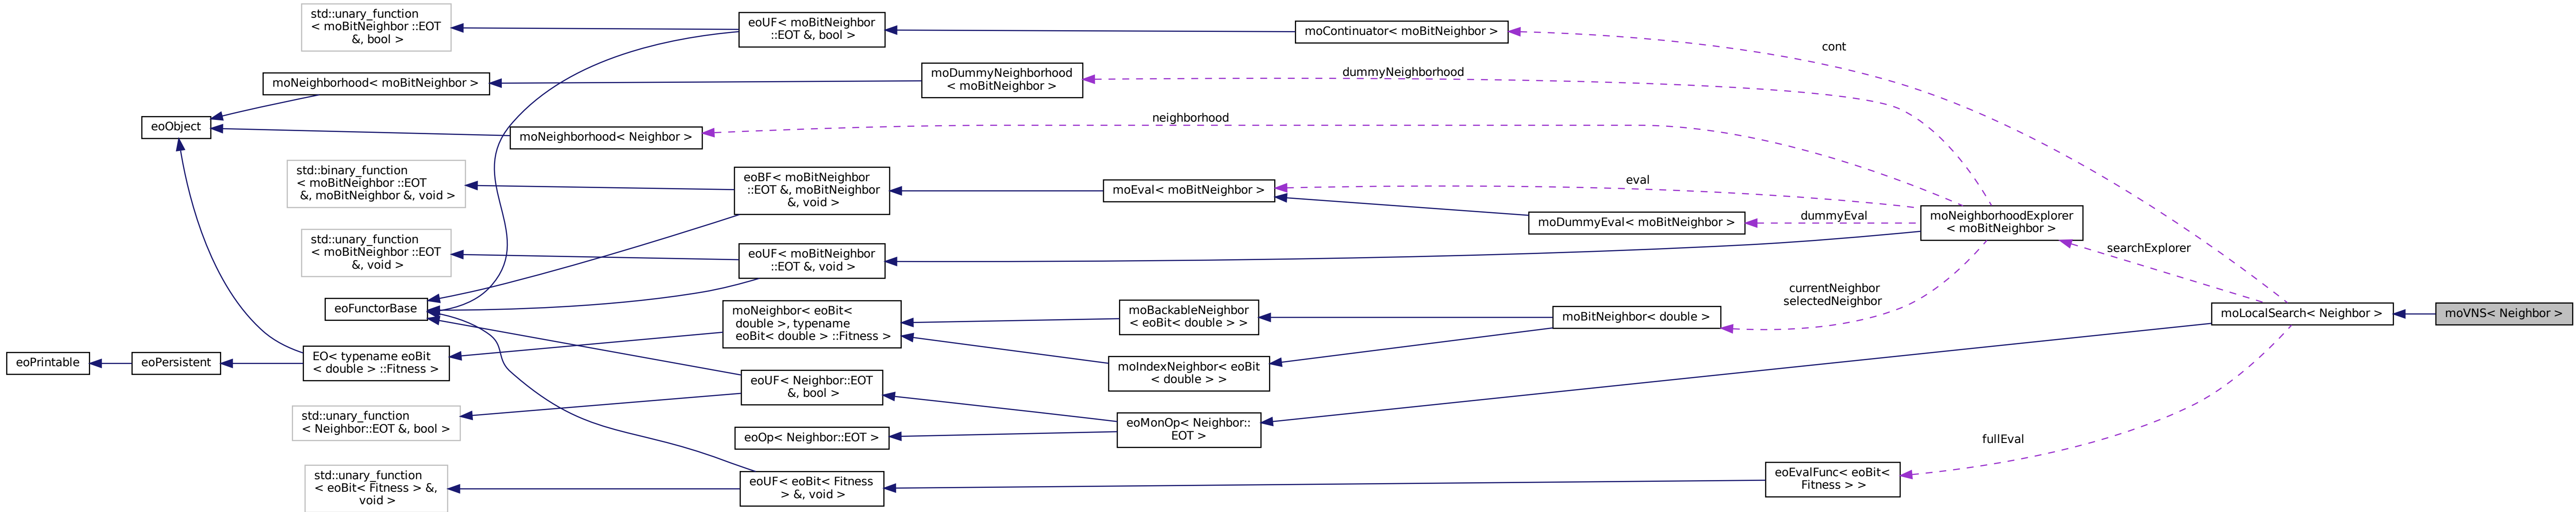 std::unary_function
< moBitNeighbor ::EOT
&, bool >
eoUF< moBitNeighbor
::EOT &, bool >
moContinuator< moBitNeighbor >
cont
moNeighborhood< moBitNeighbor >
moDummyNeighborhood
< moBitNeighbor >
dummyNeighborhood
eoObject
moNeighborhood< Neighbor >
neighborhood
std::binary_function
< moBitNeighbor ::EOT
&, moBitNeighbor &, void >
eoBF< moBitNeighbor
::EOT &, moBitNeighbor
&, void >
moEval< moBitNeighbor >
eval
moDummyEval< moBitNeighbor >
dummyEval
moNeighborhoodExplorer
< moBitNeighbor >
std::unary_function
< moBitNeighbor ::EOT
&, void >
eoUF< moBitNeighbor
::EOT &, void >
searchExplorer
eoFunctorBase
moNeighbor< eoBit<
double >, typename
eoBit< double > ::Fitness >
moBackableNeighbor
< eoBit< double > >
moBitNeighbor< double >
currentNeighbor
selectedNeighbor
moLocalSearch< Neighbor >
moVNS< Neighbor >
eoPrintable
eoPersistent
EO< typename eoBit
< double > ::Fitness >
moIndexNeighbor< eoBit
< double > >
eoUF< Neighbor::EOT
&, bool >
std::unary_function
< Neighbor::EOT &, bool >
eoOp< Neighbor::EOT >
eoMonOp< Neighbor::
EOT >
fullEval
std::unary_function
< eoBit< Fitness > &,
void >
eoUF< eoBit< Fitness
> &, void >
eoEvalFunc< eoBit<
Fitness > >